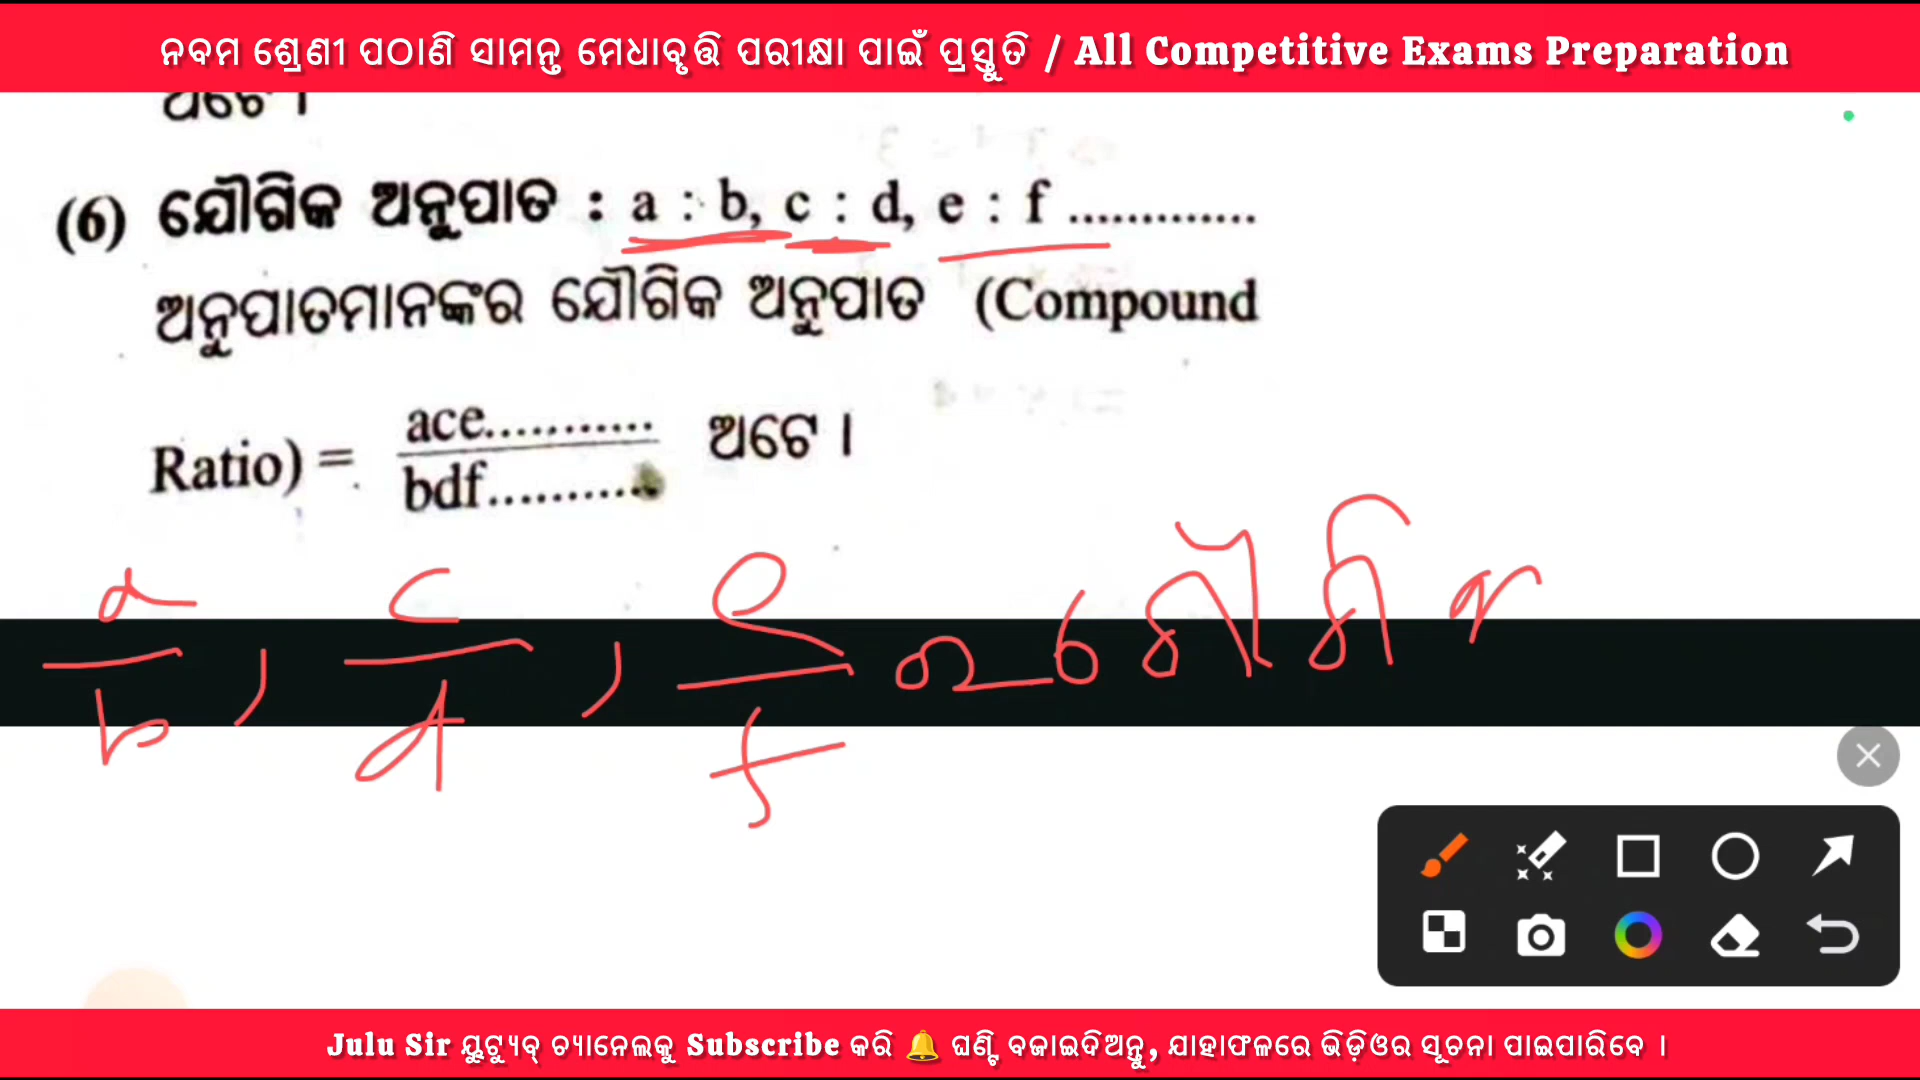 ନବମ ଶ୍ରେଣୀ ପଠାଣି ସାମନ୍ତ ମେଧାବୃତ୍ତି ପରୀକ୍ଷା ପାଇଁ ପ୍ରସ୍ତୁତି / All Competitive Exams Preparation
ଅଟେ ।
(6) ଯୌଗିକ ଅନୁପାତ : a : b, c : d, e : f .............
ଅନୁପାତମାନଙ୍କର ଯୌଗିକ ଅନୁପାତ (Compound
Ratio) = ace........... / bdf........... ଅଟେ ।
a/b , c/d , e/f ର ଯୌଗିକ
Julu Sir ୟୁଟ୍ୟୁବ୍ ଚ୍ୟାନେଲକୁ Subscribe କରି 🔔 ଘଣ୍ଟି ବଜାଇଦିଅନ୍ତୁ, ଯାହାଫଳରେ ଭିଡ଼ିଓର ସୂଚନା ପାଇପାରିବେ ।